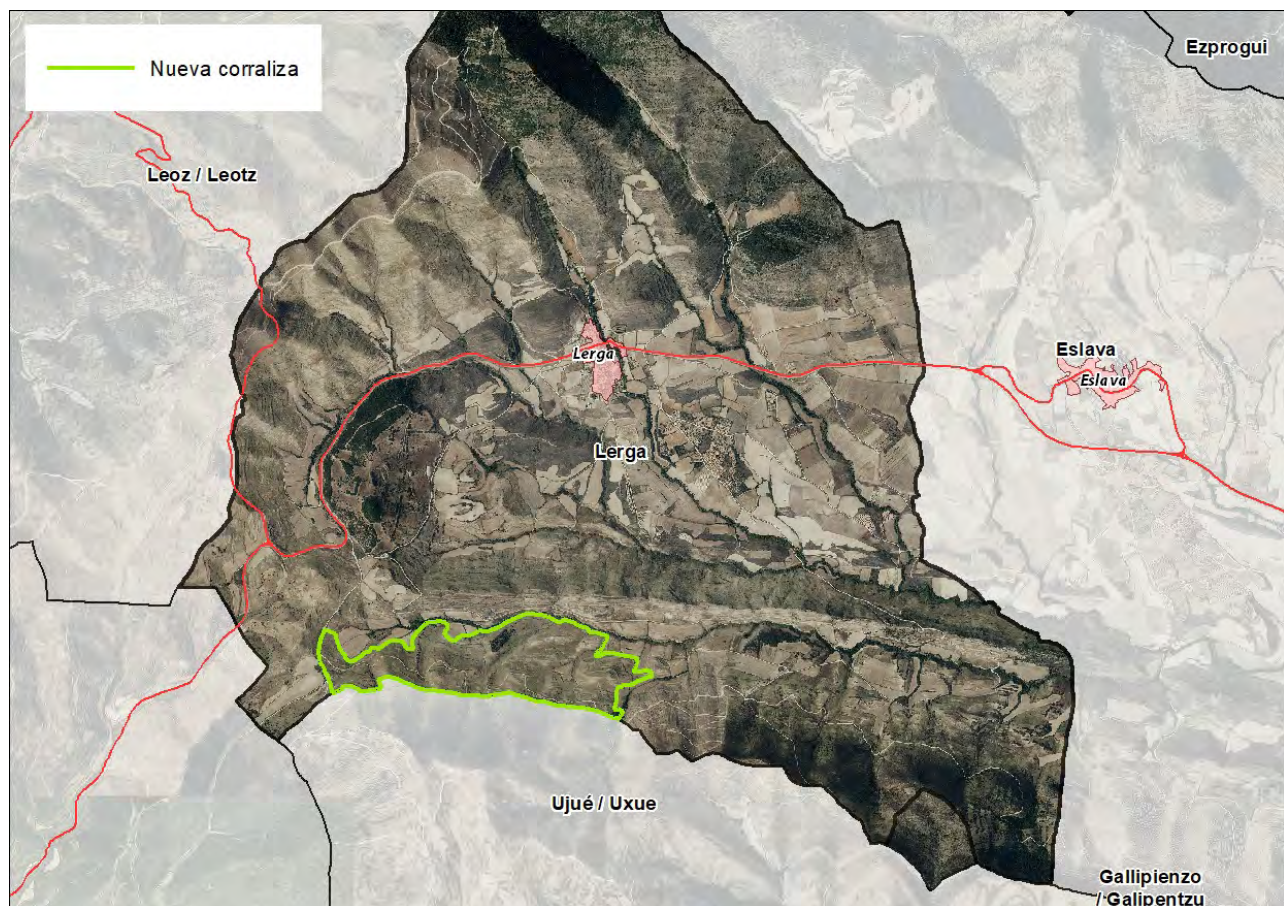 Nueva corraliza
Ezprogui
Leoz / Leotz
Lerga
Eslava
Eslava
Lerga
Ujué / Uxue
Gallipienzo
/ Galipentzu